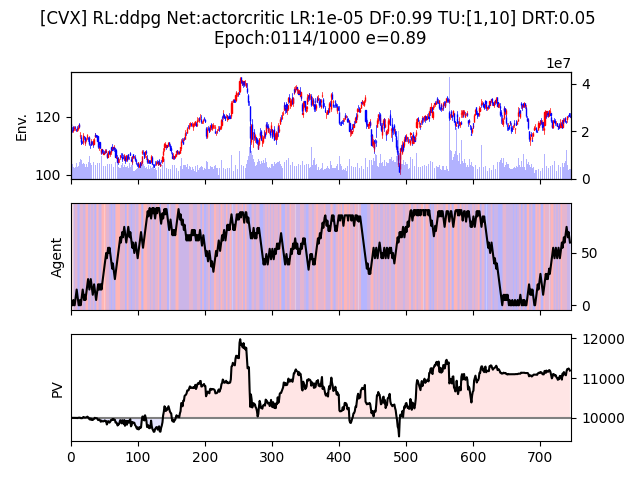 [CVX] RL:ddpg Net:actorcritic LR:1e-05 DF:0.99 TU:[1,10] DRT:0.05
Epoch:0114/1000 e=0.89
1e7
Env.
120
100
4
2
0
Agent
50
0
PV
12000
11000
10000
0 100 200 300 400 500 600 700